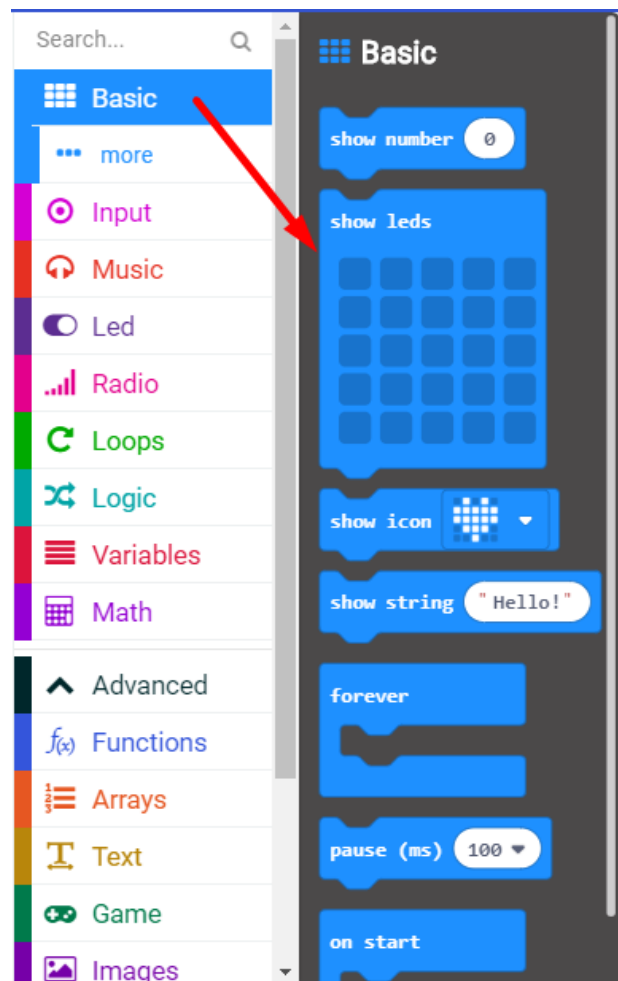 Search...
Basic
more
Input
Music
Led
Radio
Loops
Logic
Variables
Math
Advanced
f(x) Functions
Arrays
Text
Game
Images
Basic
show number 0
show leds
show icon
show string "Hello!"
forever
pause (ms) 100
on start